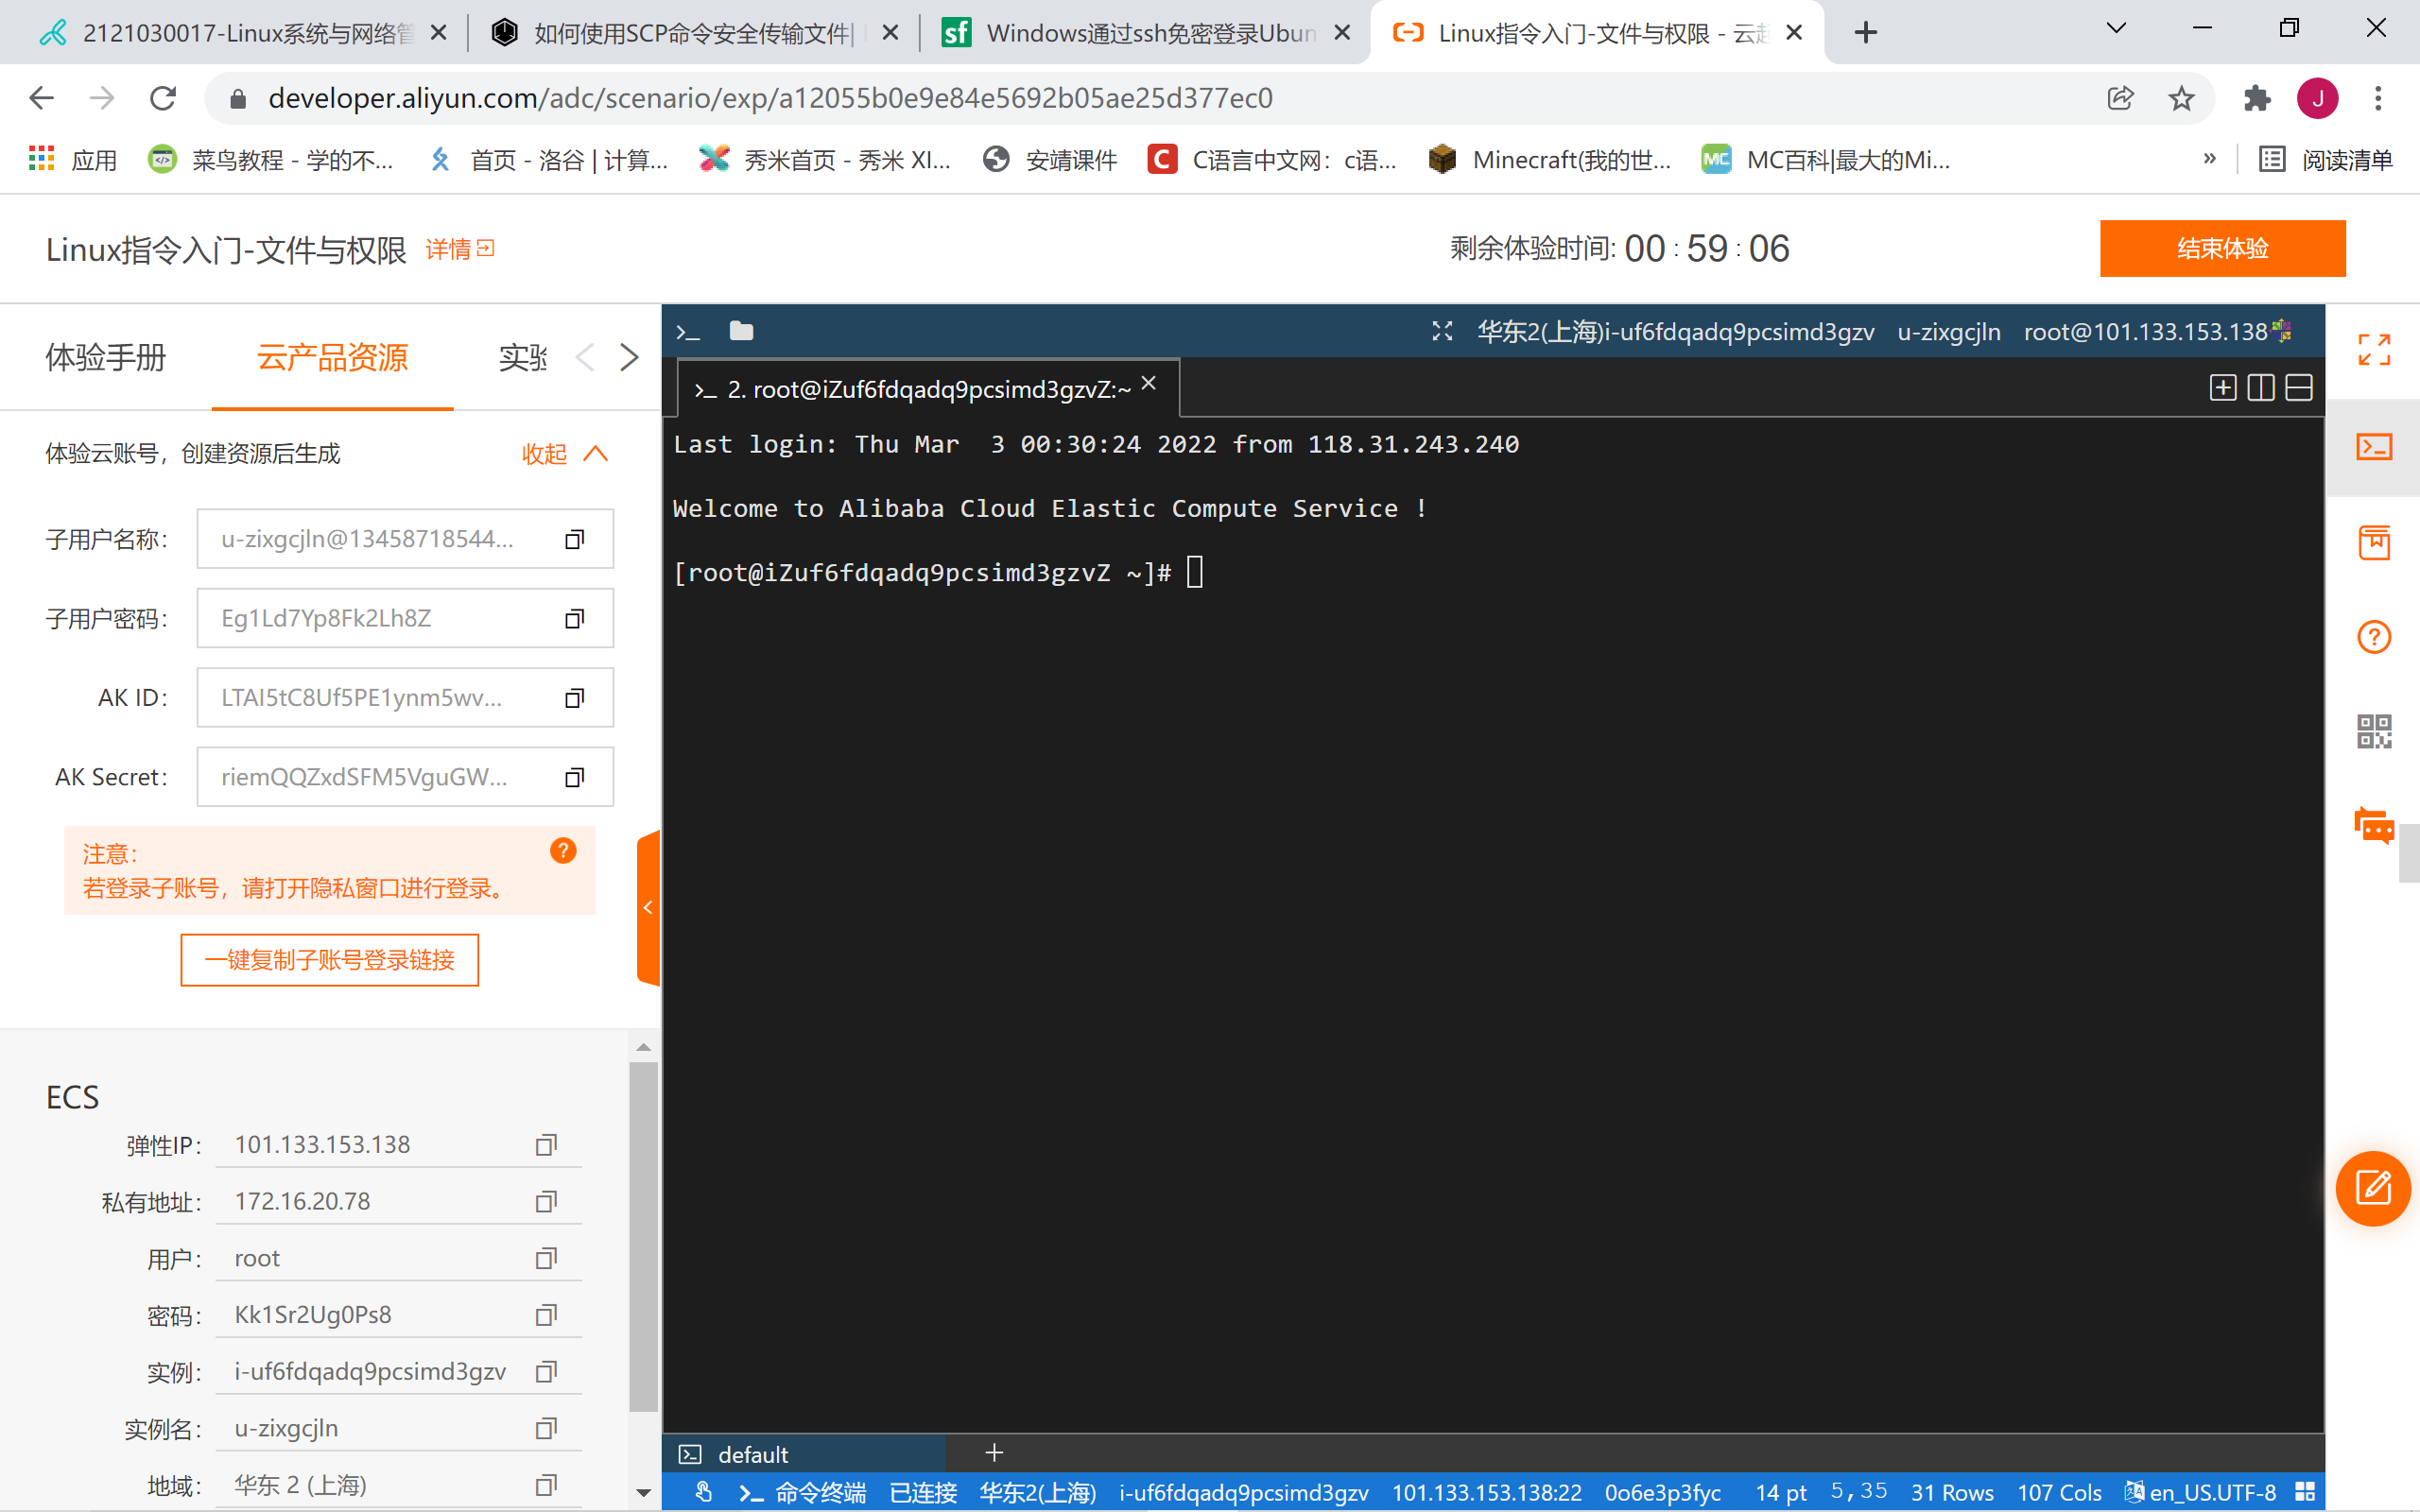 2121030017-Linux系统与网络管
如何使用SCP命令安全传输文件|
Windows通过ssh免密登录Ubun
Linux指令入门-文件与权限 - 云起
developer.aliyun.com/adc/scenario/exp/a12055b0e9e84e5692b05ae25d377ec0
J
应用
菜鸟教程 - 学的不...
首页 - 洛谷 | 计算...
秀米首页 - 秀米 XI...
安靖课件
C语言中文网：c语...
Minecraft(我的世...
MC百科|最大的Mi...
»
阅读清单
Linux指令入门-文件与权限 详情
剩余体验时间: 00 : 59 : 06
结束体验
体验手册
云产品资源
实验
体验云账号，创建资源后生成
收起
子用户名称： u-zixgcjln@13458718544...
子用户密码： Eg1Ld7Yp8Fk2Lh8Z
AK ID： LTAI5tC8Uf5PE1ynm5wv...
AK Secret： riemQQZxdSFM5VguGW...
注意：
若登录子账号，请打开隐私窗口进行登录。
一键复制子账号登录链接
ECS
弹性IP： 101.133.153.138
私有地址： 172.16.20.78
用户： root
密码： Kk1Sr2Ug0Ps8
实例： i-uf6fdqadq9pcsimd3gzv
实例名： u-zixgcjln
地域： 华东 2 (上海)
华东2(上海)i-uf6fdqadq9pcsimd3gzv u-zixgcjln root@101.133.153.138
2. root@iZuf6fdqadq9pcsimd3gzvZ:~
Last login: Thu Mar  3 00:30:24 2022 from 118.31.243.240
Welcome to Alibaba Cloud Elastic Compute Service !
[root@iZuf6fdqadq9pcsimd3gzvZ ~]#
default
命令终端 已连接 华东2(上海) i-uf6fdqadq9pcsimd3gzv 101.133.153.138:22 0o6e3p3fyc 14 pt 5,35 31 Rows 107 Cols en_US.UTF-8